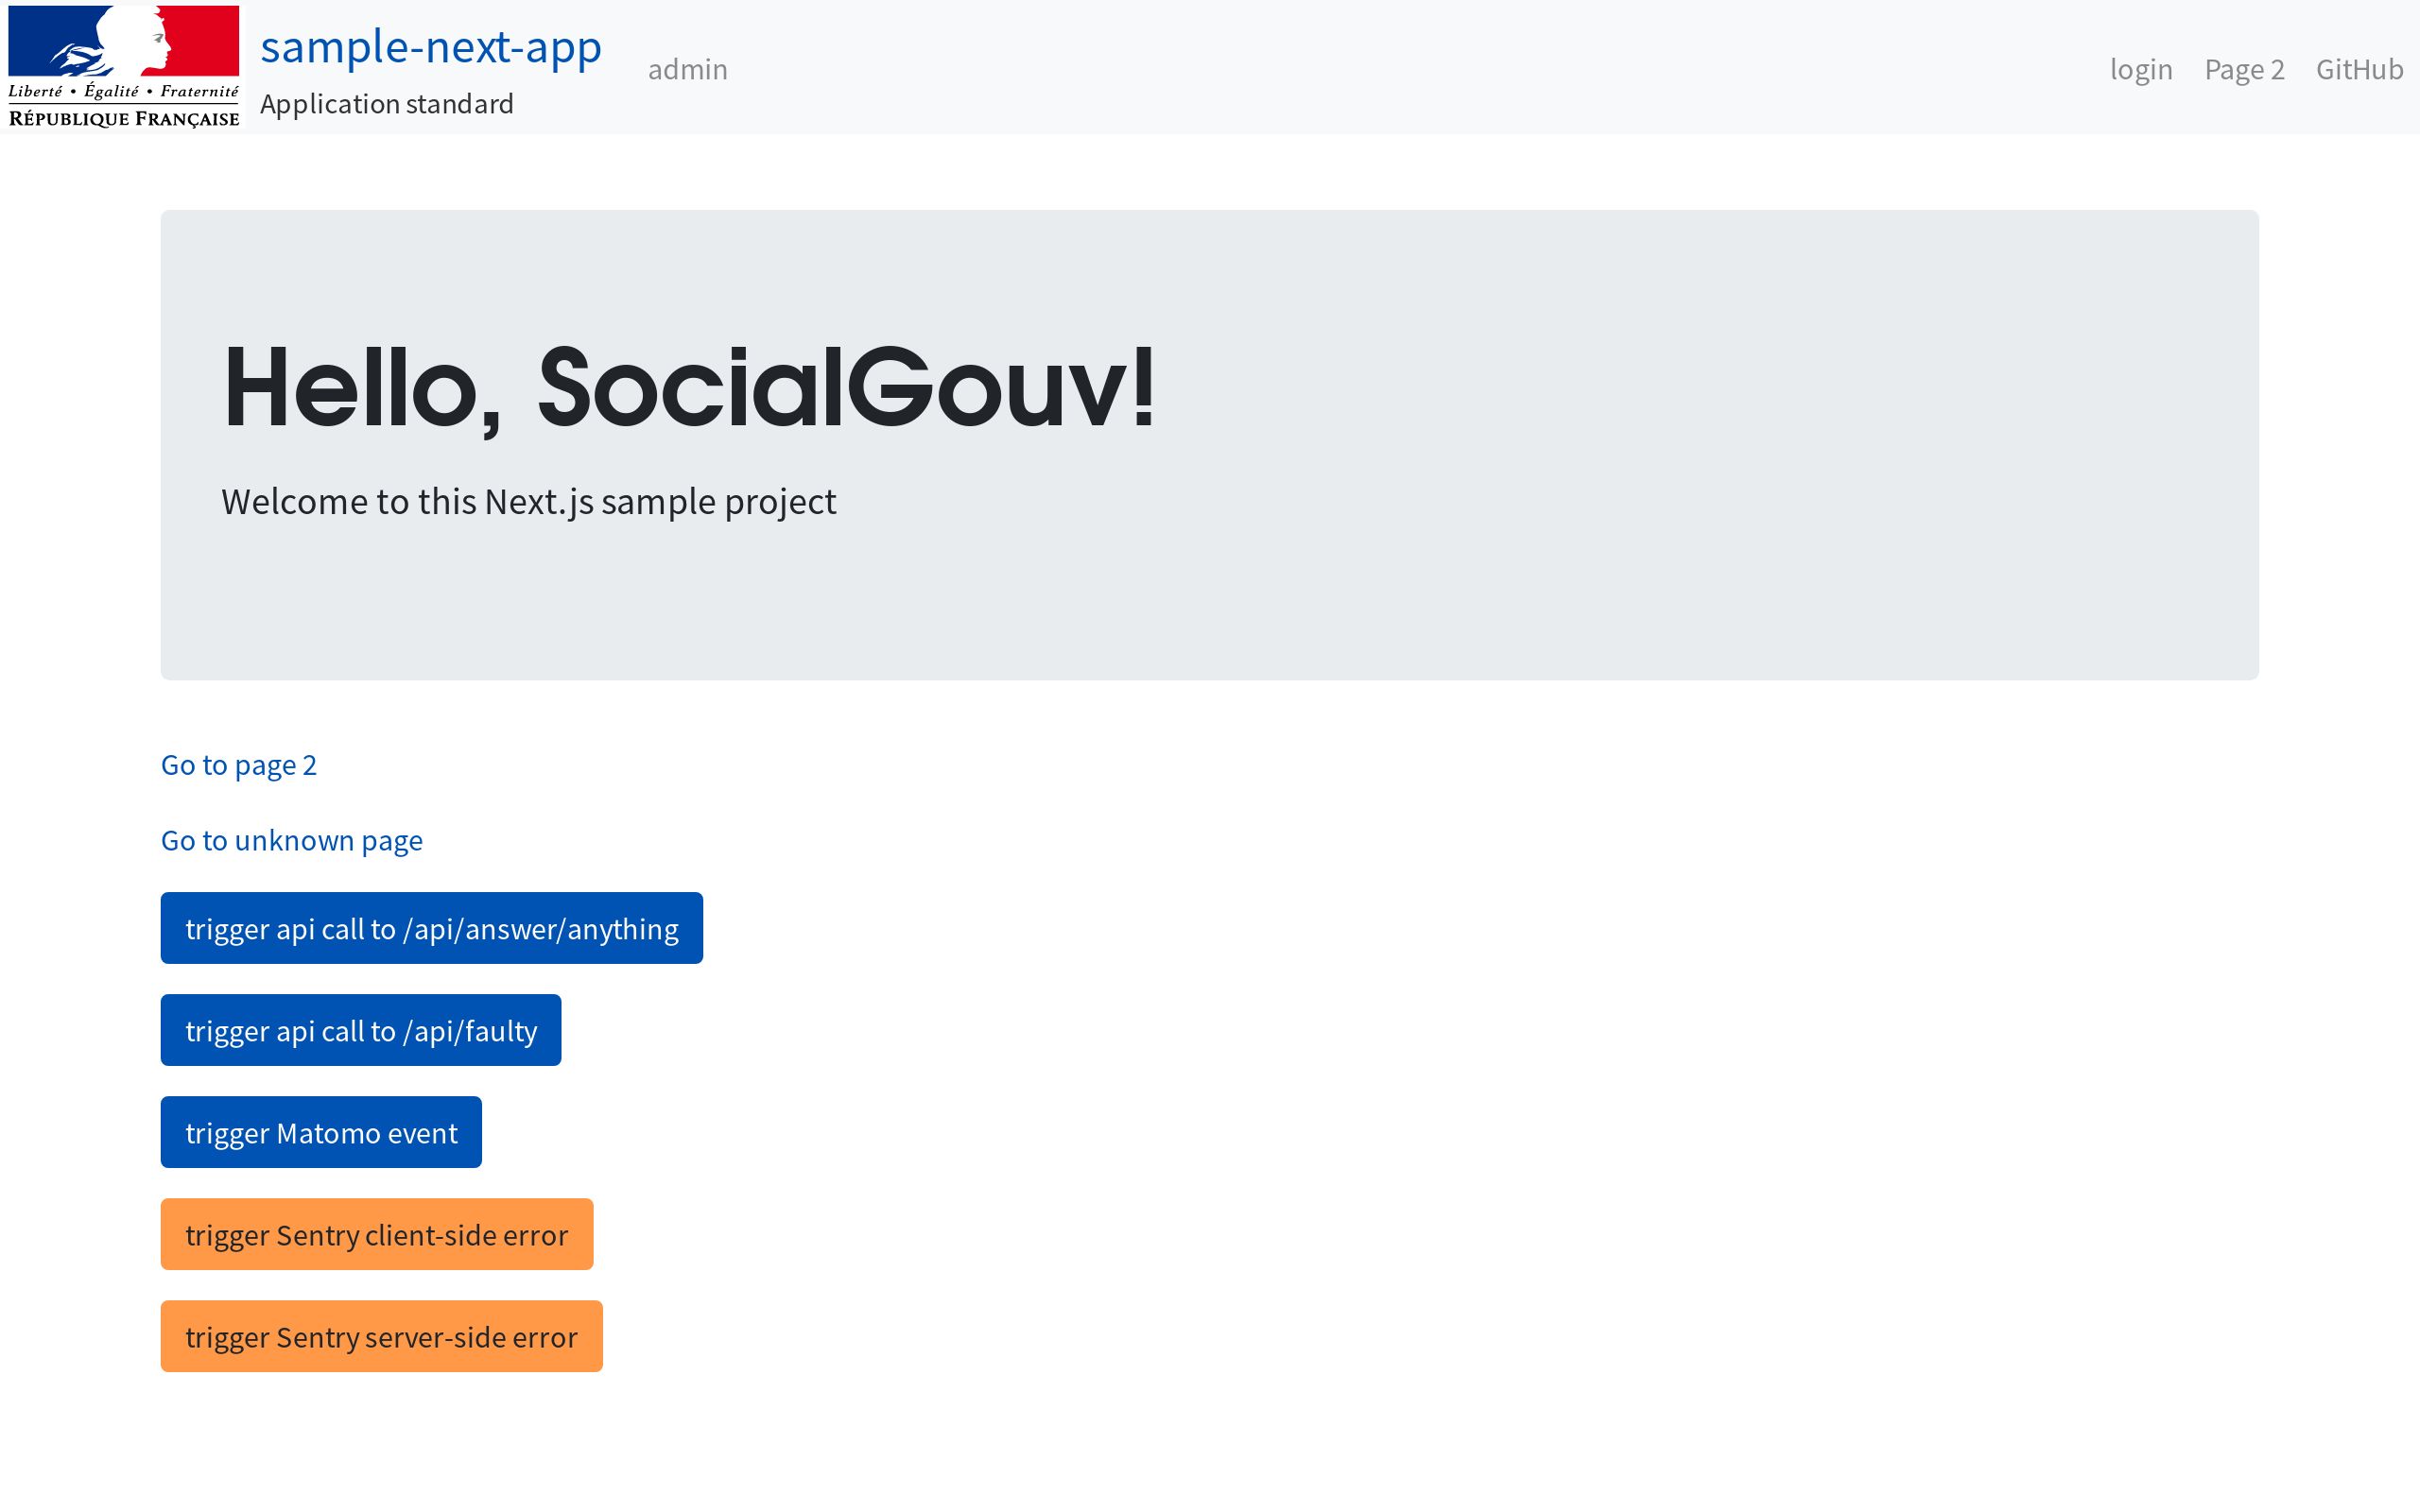 Liberté • Égalité • Fraternité
RÉPUBLIQUE FRANÇAISE
sample-next-app
Application standard
admin
login
Page 2
GitHub
Hello, SocialGouv!
Welcome to this Next.js sample project
Go to page 2
Go to unknown page
trigger api call to /api/answer/anything
trigger api call to /api/faulty
trigger Matomo event
trigger Sentry client-side error
trigger Sentry server-side error